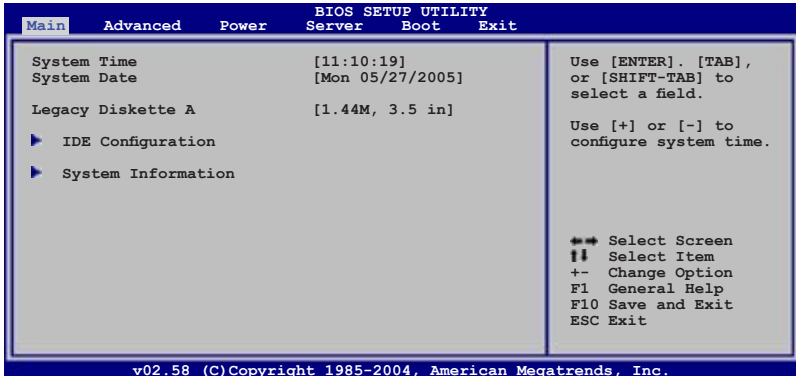 BIOS SETUP UTILITY
Main Advanced Power Server Boot Exit
System Time [11:10:19]
System Date [Mon 05/27/2005]
Legacy Diskette A [1.44M, 3.5 in]
IDE Configuration
System Information
Use [ENTER]. [TAB],
or [SHIFT-TAB] to
select a field.
Use [+] or [-] to
configure system time.
Select Screen
Select Item
+- Change Option
F1 General Help
F10 Save and Exit
ESC Exit
v02.58 (C)Copyright 1985-2004, American Megatrends, Inc.